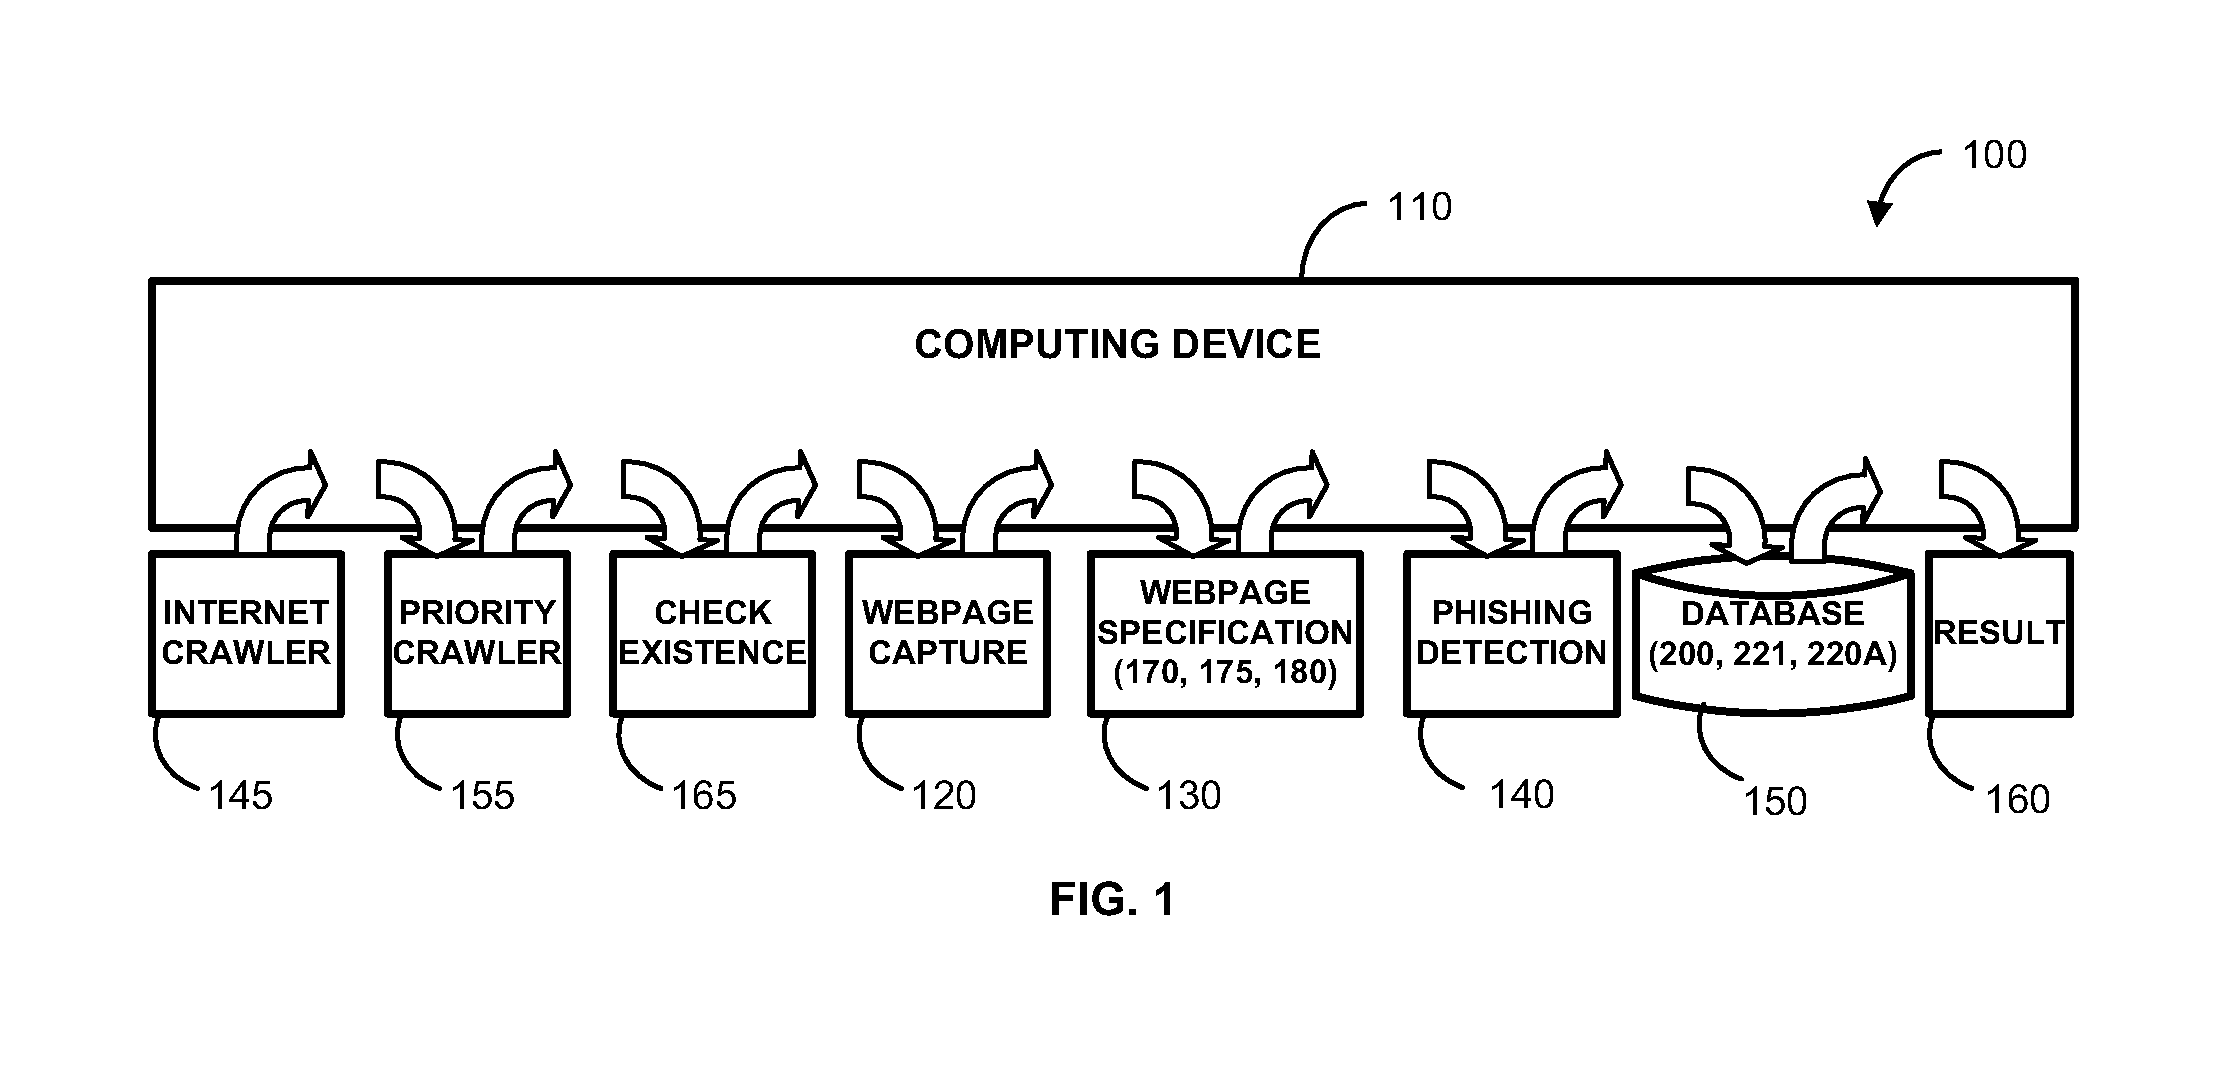 100
110
COMPUTING DEVICE
INTERNET
CRAWLER
PRIORITY
CRAWLER
CHECK
EXISTENCE
WEBPAGE
CAPTURE
WEBPAGE
SPECIFICATION
(170, 175, 180)
PHISHING
DETECTION
DATABASE
(200, 221, 220A)
RESULT
145
155
165
120
130
140
150
160
FIG. 1